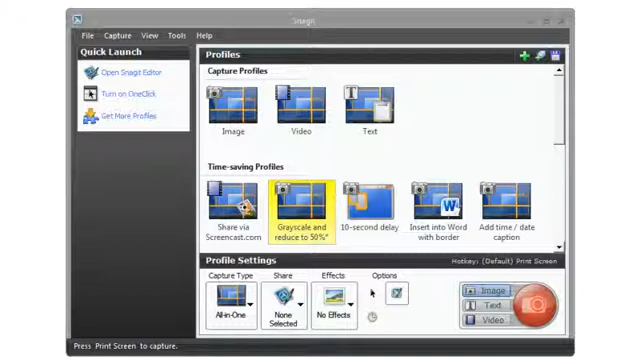 Snagit
File Capture View Tools Help
Quick Launch
Open Snagit Editor
Turn on OneClick
Get More Profiles
Profiles
Capture Profiles
Image Video Text
Time-saving Profiles
Share via Grayscale and 10-second delay Insert into Word Add time / date
Screencast.com reduce to 50%* with border caption
Profile Settings Hotkey: (Default) Print Screen
Capture Type Share Effects Options
All-in-One None No Effects
Selected
Image
Text
Video
Press Print Screen to capture.